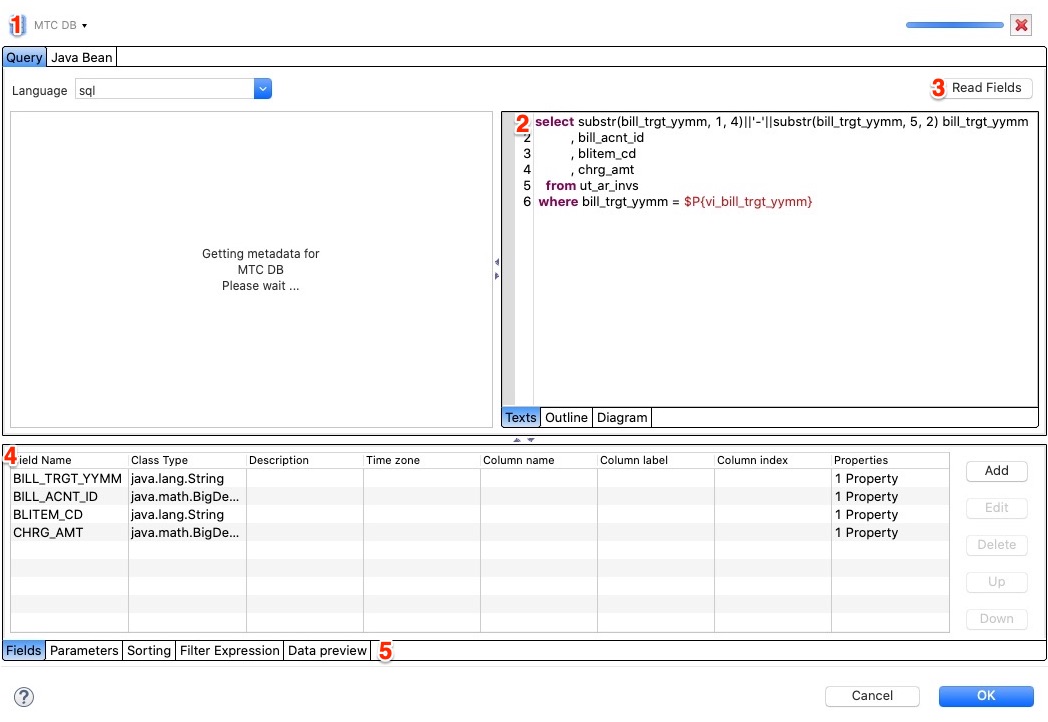 1 MTC DB
Query Java Bean
Language sql
3 Read Fields
Getting metadata for
MTC DB
Please wait ...
2 select substr(bill_trgt_yymm, 1, 4)||'-'||substr(bill_trgt_yymm, 5, 2) bill_trgt_yymm
2 , bill_acnt_id
3 , blitem_cd
4 , chrg_amt
5 from ut_ar_invs
6 where bill_trgt_yymm = $P{vi_bill_trgt_yymm}
Texts Outline Diagram
4 ield Name Class Type Description Time zone Column name Column label Column index Properties
BILL_TRGT_YYMM java.lang.String 1 Property
BILL_ACNT_ID java.math.BigDe... 1 Property
BLITEM_CD java.lang.String 1 Property
CHRG_AMT java.math.BigDe... 1 Property
Add
Edit
Delete
Up
Down
Fields Parameters Sorting Filter Expression Data preview 5
? Cancel OK